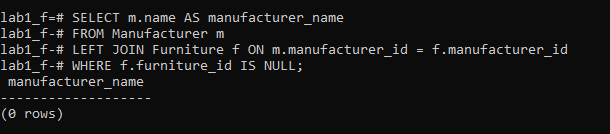 lab1_f=# SELECT m.name AS manufacturer_name
lab1_f-# FROM Manufacturer m
lab1_f-# LEFT JOIN Furniture f ON m.manufacturer_id = f.manufacturer_id
lab1_f-# WHERE f.furniture_id IS NULL;
 manufacturer_name
-------------------
(0 rows)